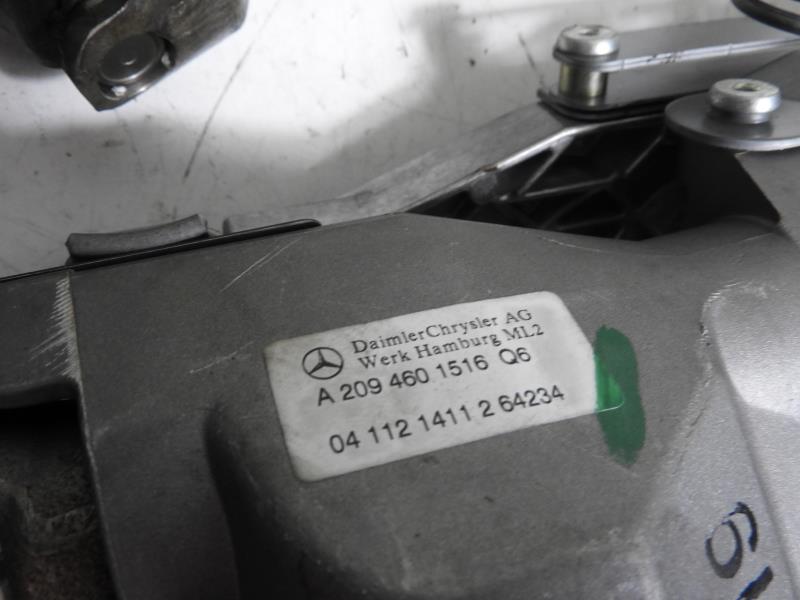 DaimlerChrysler AG
Werk Hamburg ML2
A 209 460 1516 Q6
04 112 1411 2 64234